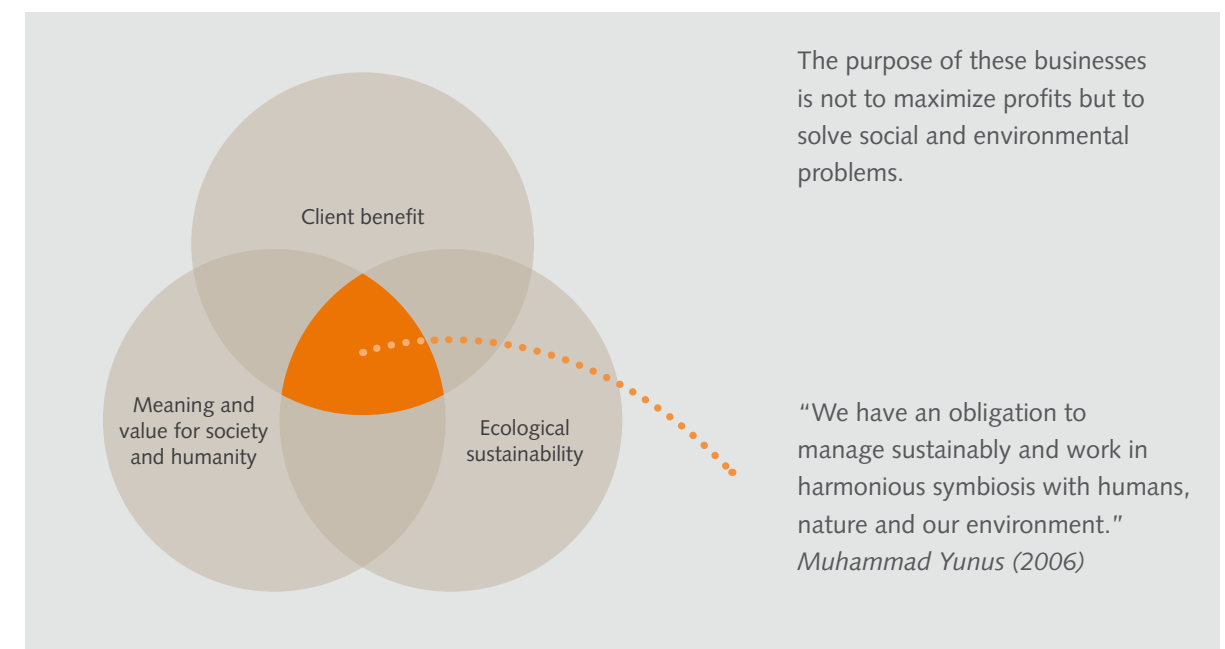 Client benefit
Meaning and
value for society
and humanity
Ecological
sustainability
The purpose of these businesses
is not to maximize profits but to
solve social and environmental
problems.
“We have an obligation to
manage sustainably and work in
harmonious symbiosis with humans,
nature and our environment.”
Muhammad Yunus (2006)